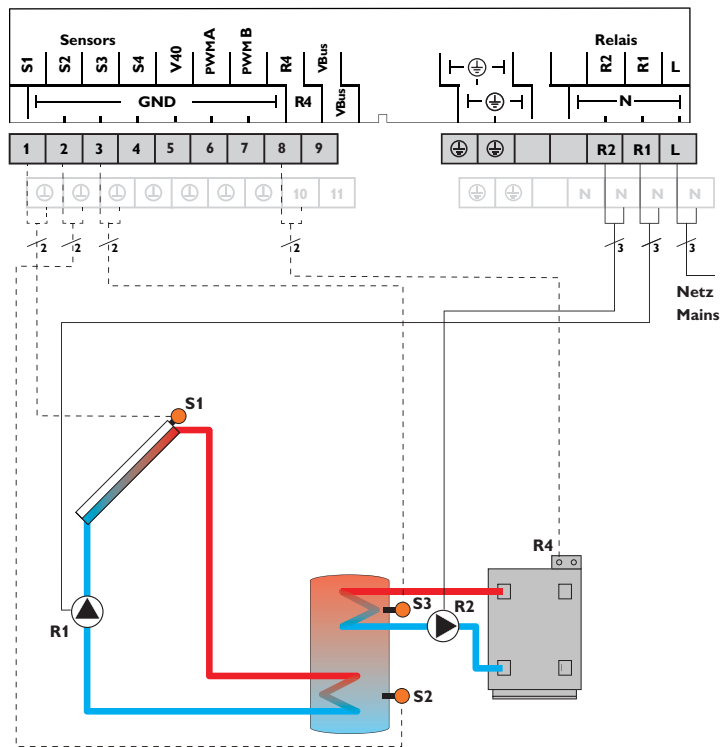 Sensors
Relais
S1 S2 S3 S4 V40 PWM A PWM B R4 VBus
R2 R1 L
GND
R4 VBus
N
1 2 3 4 5 6 7 8 9
R2 R1 L
10 11
N N N N
2 2 2 2
3 3 3
Netz
Mains
S1
R4
S3 R2
R1
S2